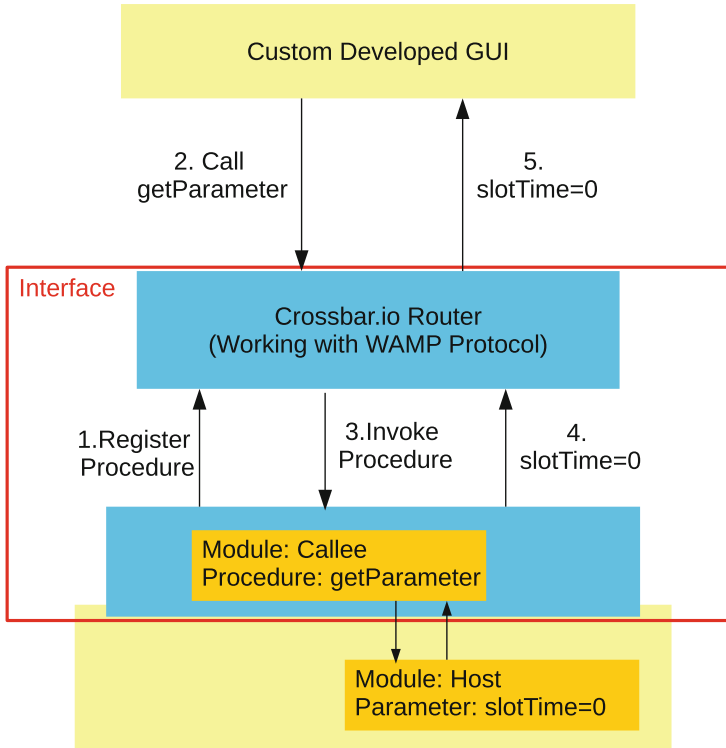 Custom Developed GUI
2. Call
getParameter
5.
slotTime=0
Interface
Crossbar.io Router
(Working with WAMP Protocol)
1.Register
Procedure
3.Invoke
Procedure
4.
slotTime=0
Module: Callee
Procedure: getParameter
Module: Host
Parameter: slotTime=0